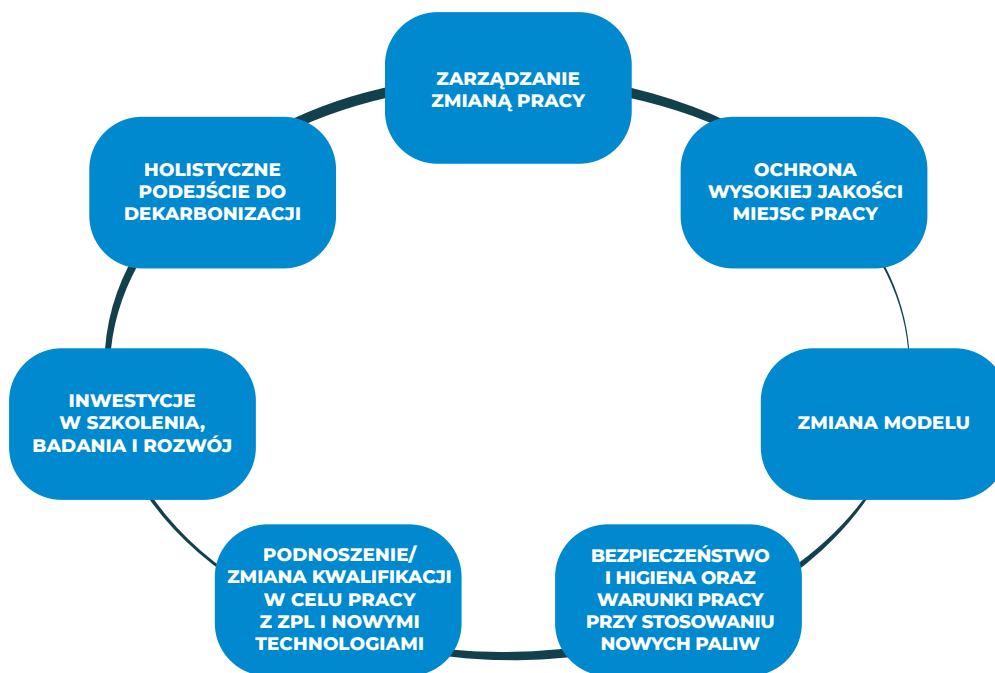 ZARZĄDZANIE
ZMIANĄ PRACY
OCHRONA
WYSOKIEJ JAKOŚCI
MIEJSC PRACY
ZMIANA MODELU
BEZPIECZEŃSTWO
I HIGIENA ORAZ
WARUNKI PRACY
PRZY STOSOWANIU
NOWYCH PALIW
PODNOSZENIE/
ZMIANA KWALIFIKACJI
W CELU PRACY
Z ZPL I NOWYMI
TECHNOLOGIAMI
INWESTYCJE
W SZKOLENIA,
BADANIA I ROZWÓJ
HOLISTYCZNE
PODEJŚCIE DO
DEKARBONIZACJI